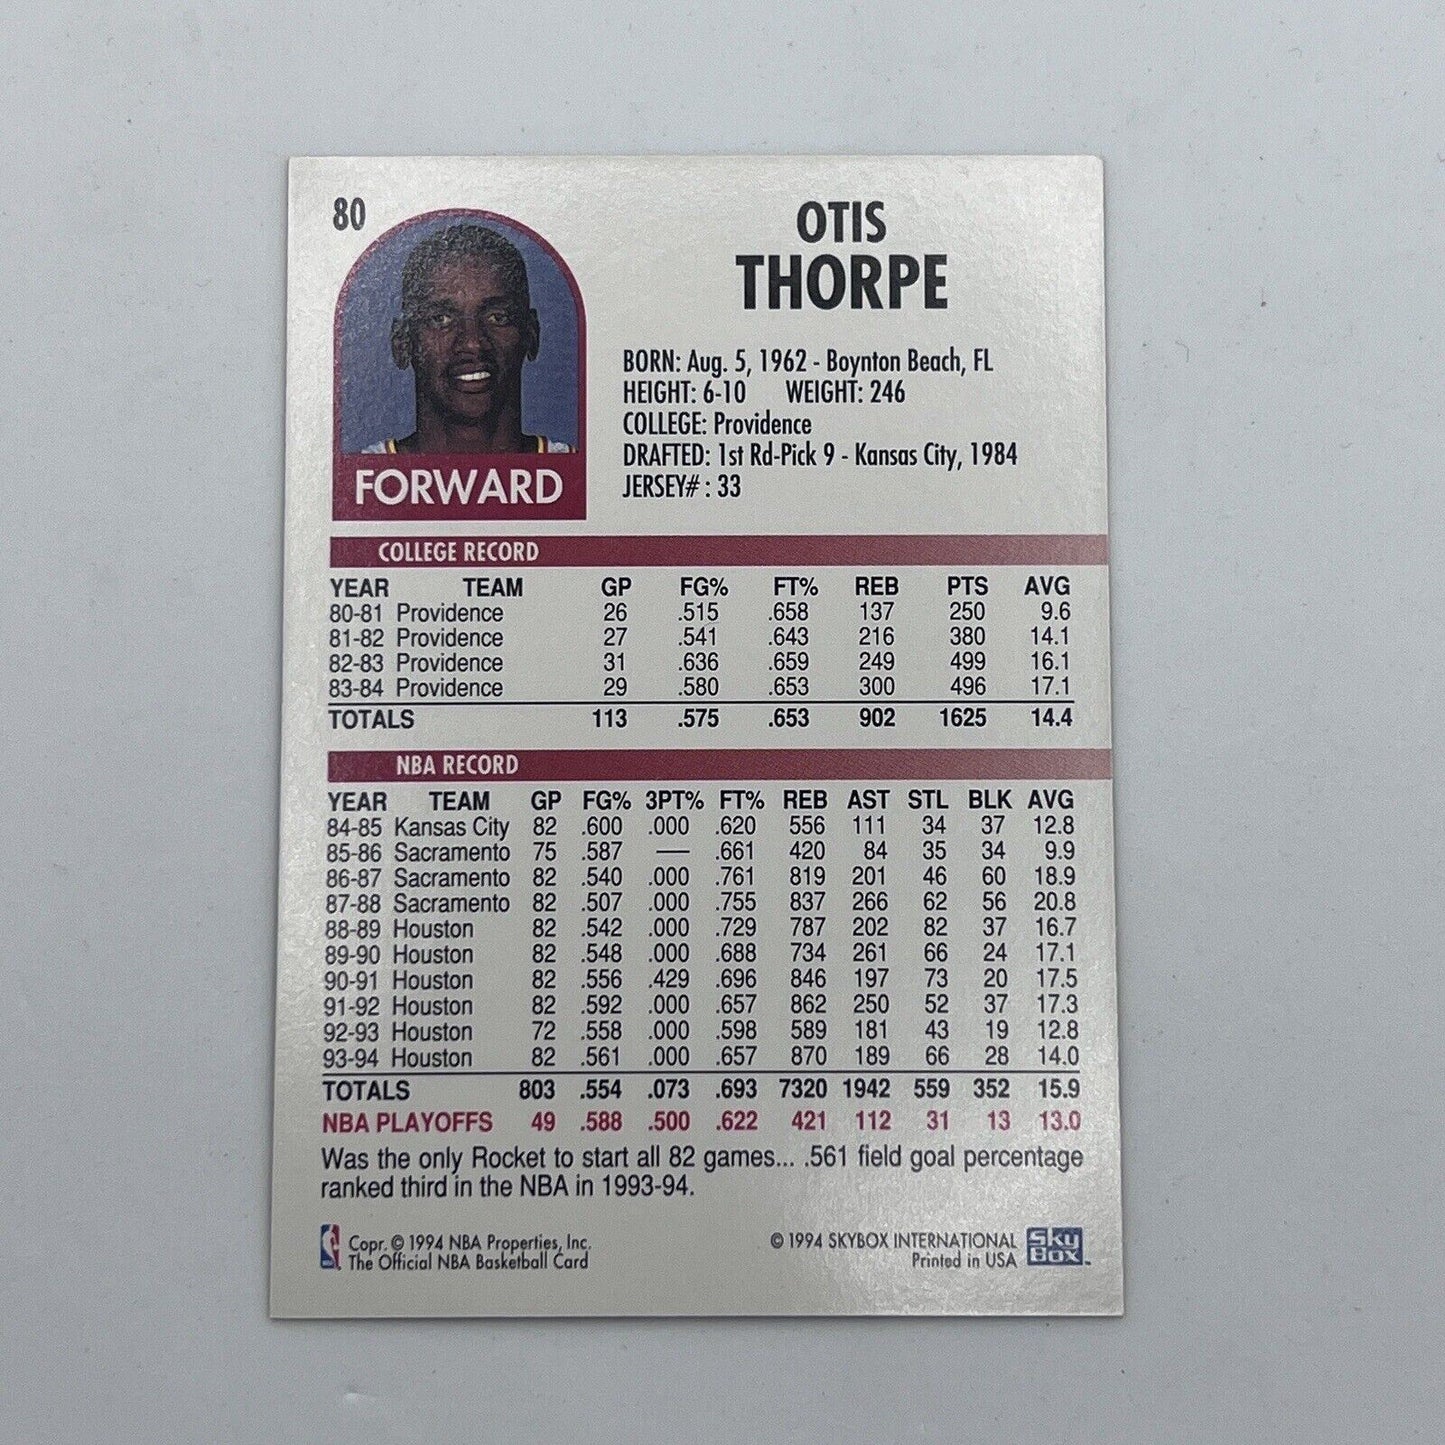 80
OTIS
THORPE
BORN: Aug. 5, 1962 - Boynton Beach, FL
HEIGHT: 6-10 WEIGHT: 246
COLLEGE: Providence
DRAFTED: 1st Rd-Pick 9 - Kansas City, 1984
JERSEY# : 33
FORWARD
COLLEGE RECORD
YEAR TEAM GP FG% FT% REB PTS AVG
80-81 Providence 26 .515 .658 137 250 9.6
81-82 Providence 27 .541 .643 216 380 14.1
82-83 Providence 31 .636 .659 249 499 16.1
83-84 Providence 29 .580 .653 300 496 17.1
TOTALS 113 .575 .653 902 1625 14.4
NBA RECORD
YEAR TEAM GP FG% 3PT% FT% REB AST STL BLK AVG
84-85 Kansas City 82 .600 .000 .620 556 111 34 37 12.8
85-86 Sacramento 75 .587 — .661 420 84 35 34 9.9
86-87 Sacramento 82 .540 .000 .761 819 201 46 60 18.9
87-88 Sacramento 82 .507 .000 .755 837 266 62 56 20.8
88-89 Houston 82 .542 .000 .729 787 202 82 37 16.7
89-90 Houston 82 .548 .000 .688 734 261 66 24 17.1
90-91 Houston 82 .556 .429 .696 846 197 73 20 17.5
91-92 Houston 82 .592 .000 .657 862 250 52 37 17.3
92-93 Houston 72 .558 .000 .598 589 181 43 19 12.8
93-94 Houston 82 .561 .000 .657 870 189 66 28 14.0
TOTALS 803 .554 .073 .693 7320 1942 559 352 15.9
NBA PLAYOFFS 49 .588 .500 .622 421 112 31 13 13.0
Was the only Rocket to start all 82 games... .561 field goal percentage
ranked third in the NBA in 1993-94.
Copr. © 1994 NBA Properties, Inc.
The Official NBA Basketball Card
© 1994 SKYBOX INTERNATIONAL
Printed in USA
SkyBox™